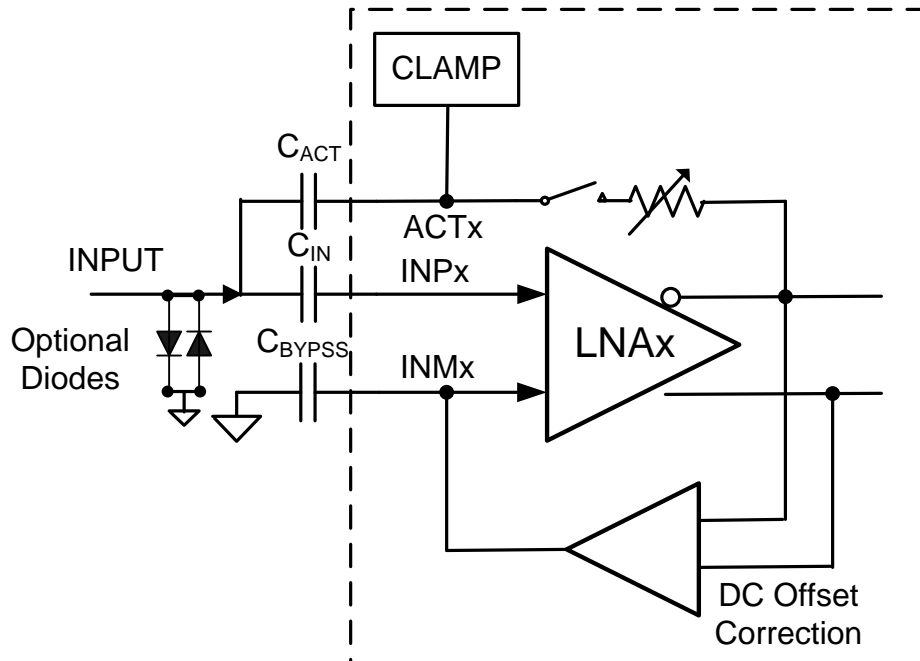 CLAMP
CACT
ACTx
INPUT
CIN
INPx
Optional
Diodes
CBYPSS
INMx
LNAx
DC Offset
Correction